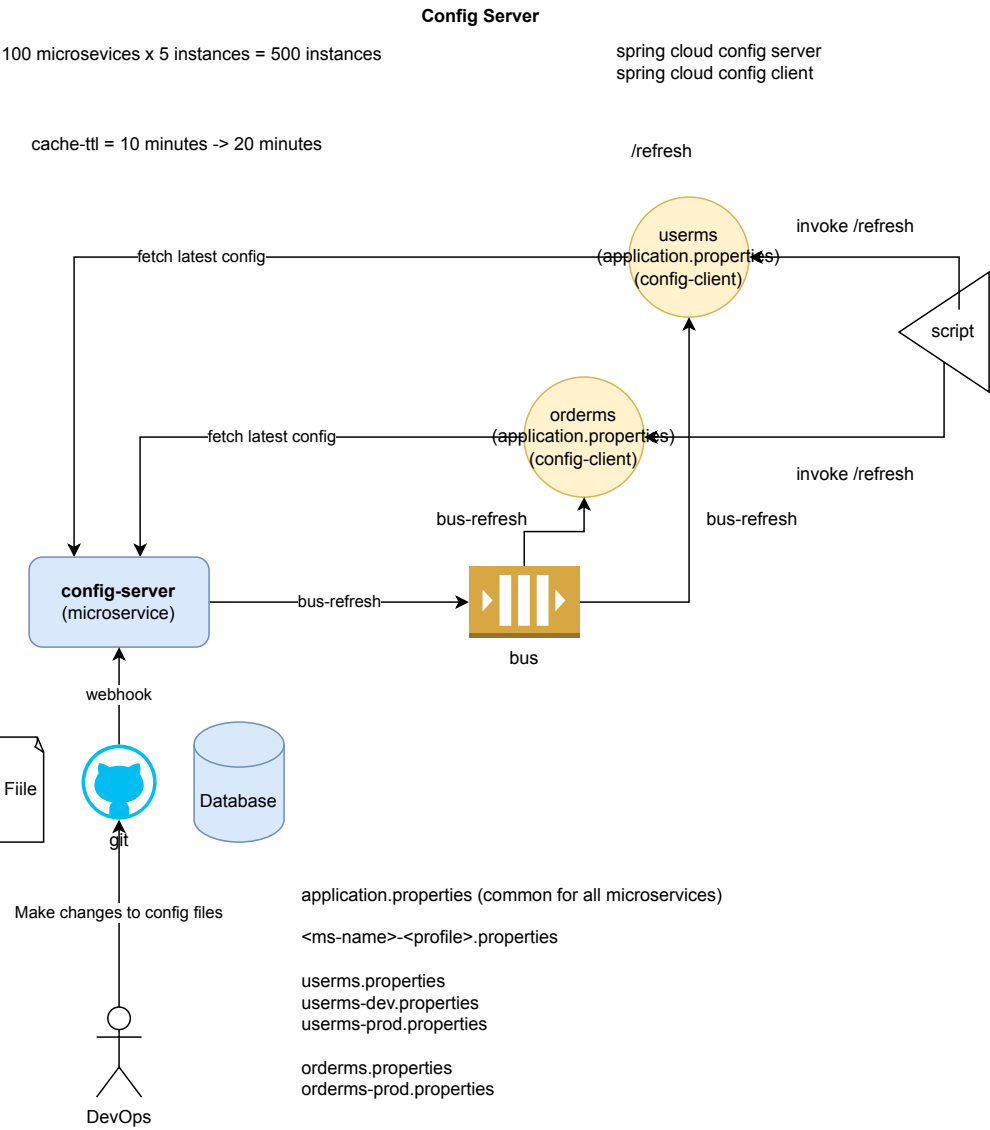 Config Server
100 microsevices x 5 instances = 500 instances
spring cloud config server
spring cloud config client
cache-ttl = 10 minutes -> 20 minutes
/refresh
invoke /refresh
userms
(application.properties)
(config-client)
fetch latest config
script
orderms
(application.properties)
(config-client)
fetch latest config
invoke /refresh
bus-refresh
bus-refresh
config-server
(microservice)
bus-refresh
bus
webhook
Fiile
Database
git
application.properties (common for all microservices)
Make changes to config files
<ms-name>-<profile>.properties
userms.properties
userms-dev.properties
userms-prod.properties
orderms.properties
orderms-prod.properties
DevOps